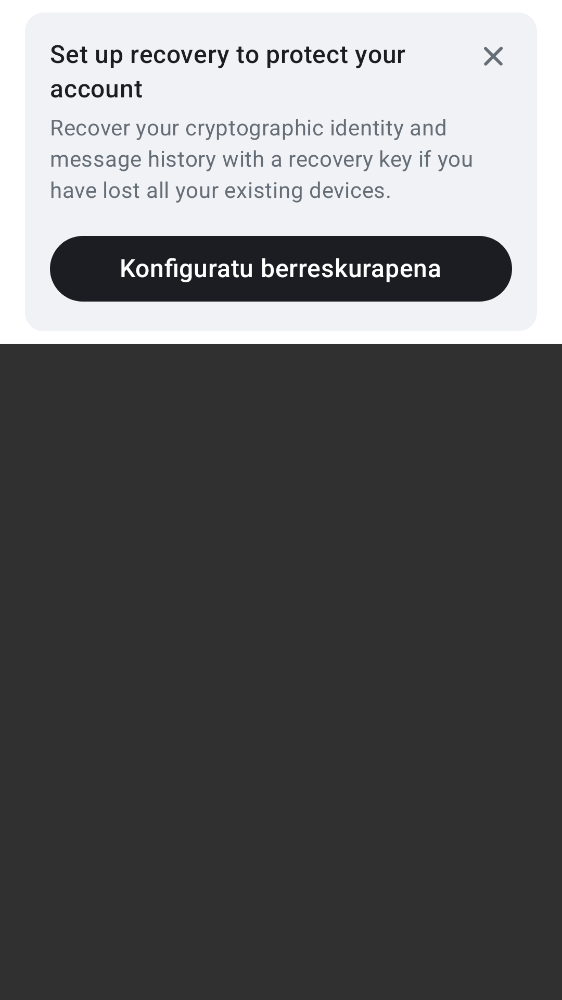 Set up recovery to protect your
account
Recover your cryptographic identity and
message history with a recovery key if you
have lost all your existing devices.
Konfiguratu berreskurapena